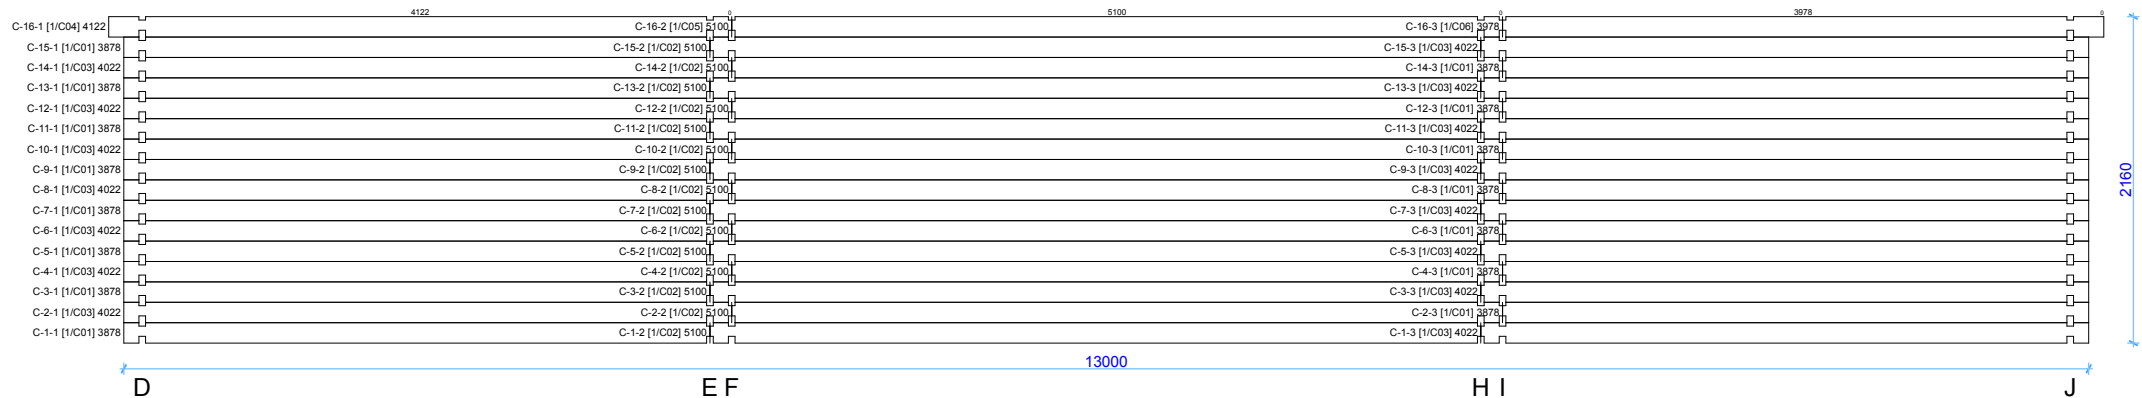 4122 0 5100 0 3978 0
C-16-1 [1/C04] 4122 C-16-2 [1/C05] 5100 C-16-3 [1/C06] 3978
C-15-1 [1/C01] 3878 C-15-2 [1/C02] 5100 C-15-3 [1/C03] 4022
C-14-1 [1/C03] 4022 C-14-2 [1/C02] 5100 C-14-3 [1/C01] 3878
C-13-1 [1/C01] 3878 C-13-2 [1/C02] 5100 C-13-3 [1/C03] 4022
C-12-1 [1/C03] 4022 C-12-2 [1/C02] 5100 C-12-3 [1/C01] 3878
C-11-1 [1/C01] 3878 C-11-2 [1/C02] 5100 C-11-3 [1/C03] 4022
C-10-1 [1/C03] 4022 C-10-2 [1/C02] 5100 C-10-3 [1/C01] 3878
C-9-1 [1/C01] 3878 C-9-2 [1/C02] 5100 C-9-3 [1/C03] 4022
C-8-1 [1/C03] 4022 C-8-2 [1/C02] 5100 C-8-3 [1/C01] 3878
C-7-1 [1/C01] 3878 C-7-2 [1/C02] 5100 C-7-3 [1/C03] 4022
C-6-1 [1/C03] 4022 C-6-2 [1/C02] 5100 C-6-3 [1/C01] 3878
C-5-1 [1/C01] 3878 C-5-2 [1/C02] 5100 C-5-3 [1/C03] 4022
C-4-1 [1/C03] 4022 C-4-2 [1/C02] 5100 C-4-3 [1/C01] 3878
C-3-1 [1/C01] 3878 C-3-2 [1/C02] 5100 C-3-3 [1/C03] 4022
C-2-1 [1/C03] 4022 C-2-2 [1/C02] 5100 C-2-3 [1/C01] 3878
C-1-1 [1/C01] 3878 C-1-2 [1/C02] 5100 C-1-3 [1/C03] 4022
2160
13000
D E F H I J